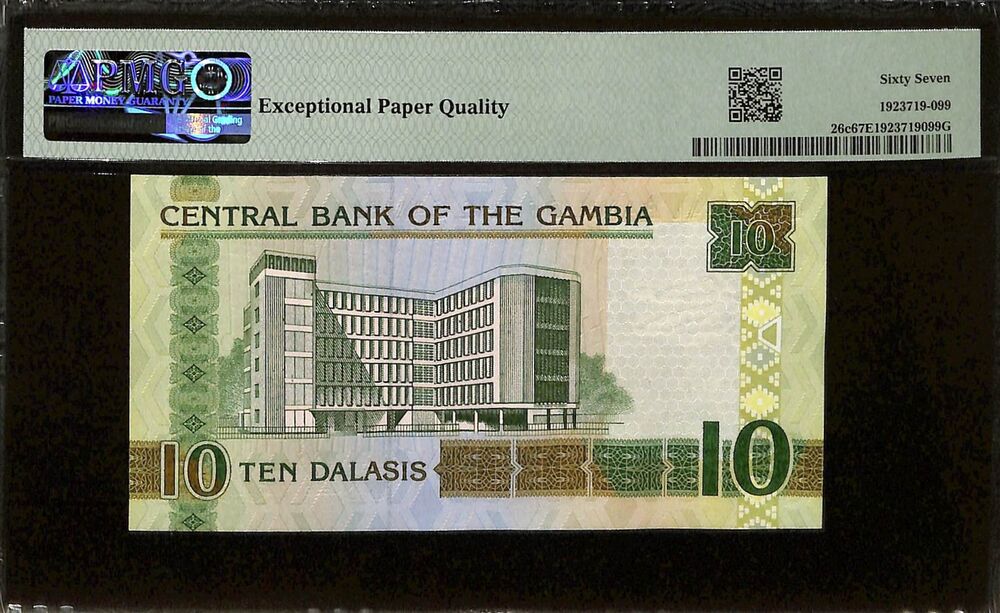 PMG
PAPER MONEY GUARANTY
Exceptional Paper Quality
Sixty Seven
1923719-099
26c67E1923719099G
CENTRAL BANK OF THE GAMBIA
10
10 TEN DALASIS
10